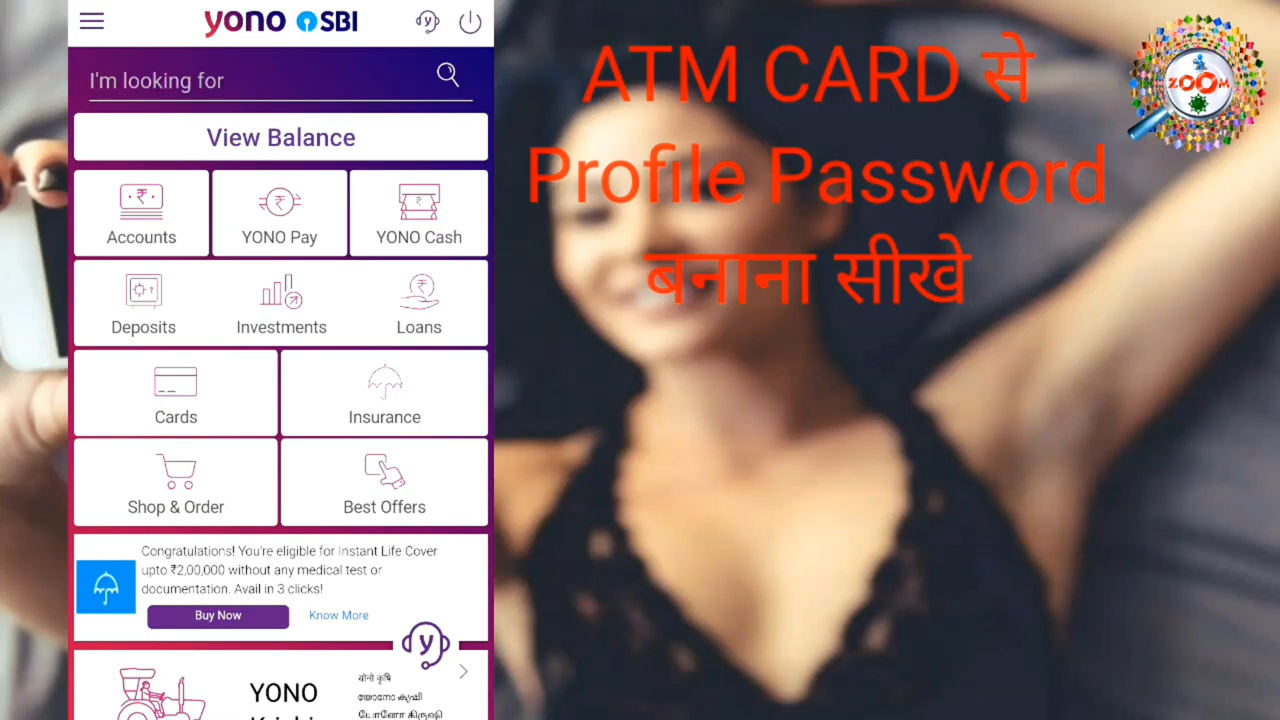 yono SBI
I'm looking for
View Balance
Accounts
YONO Pay
YONO Cash
Deposits
Investments
Loans
Cards
Insurance
Shop & Order
Best Offers
Congratulations! You're eligible for Instant Life Cover
upto ₹2,00,000 without any medical test or
documentation. Avail in 3 clicks!
Buy Now
Know More
y
YONO
Krishi
योनो कृषि
യോനോ കൃഷി
யோனோ கிருஷி
ATM CARD से
Profile Password
बनाना सीखे
ZOOM